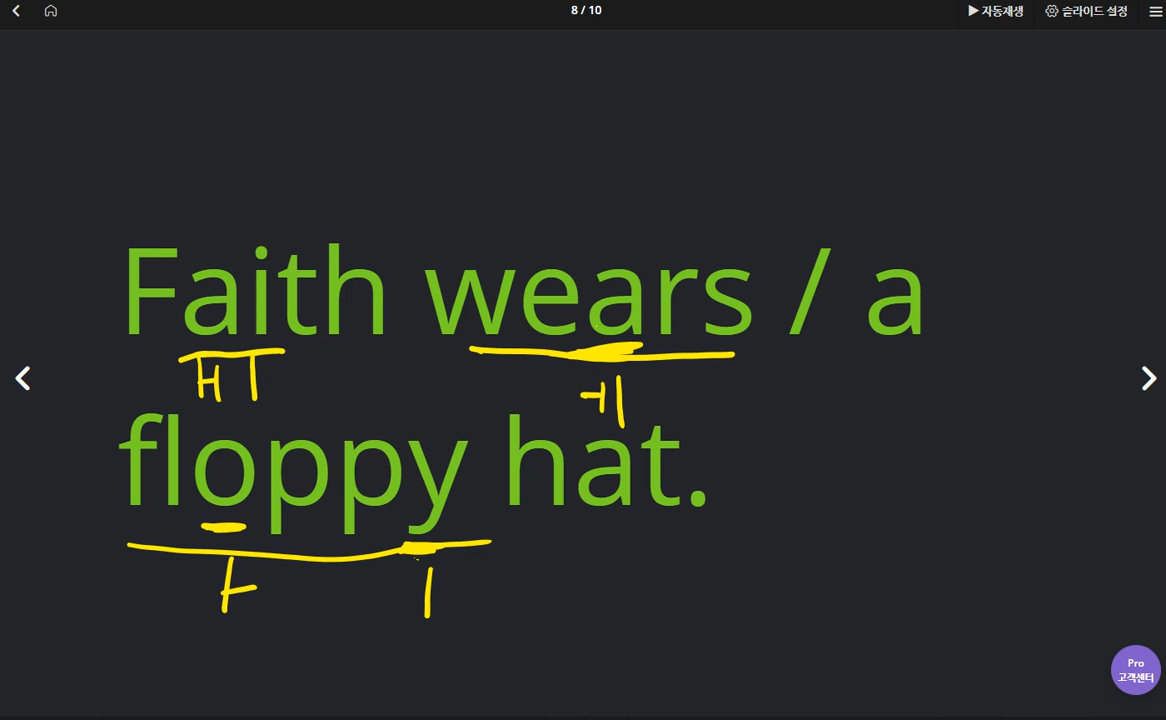 8 / 10
▶ 자동재생
슬라이드 설정
Faith wears / a
ㅐㅣ
ㅔ
floppy hat.
ㅏ
ㅣ
Pro
고객센터